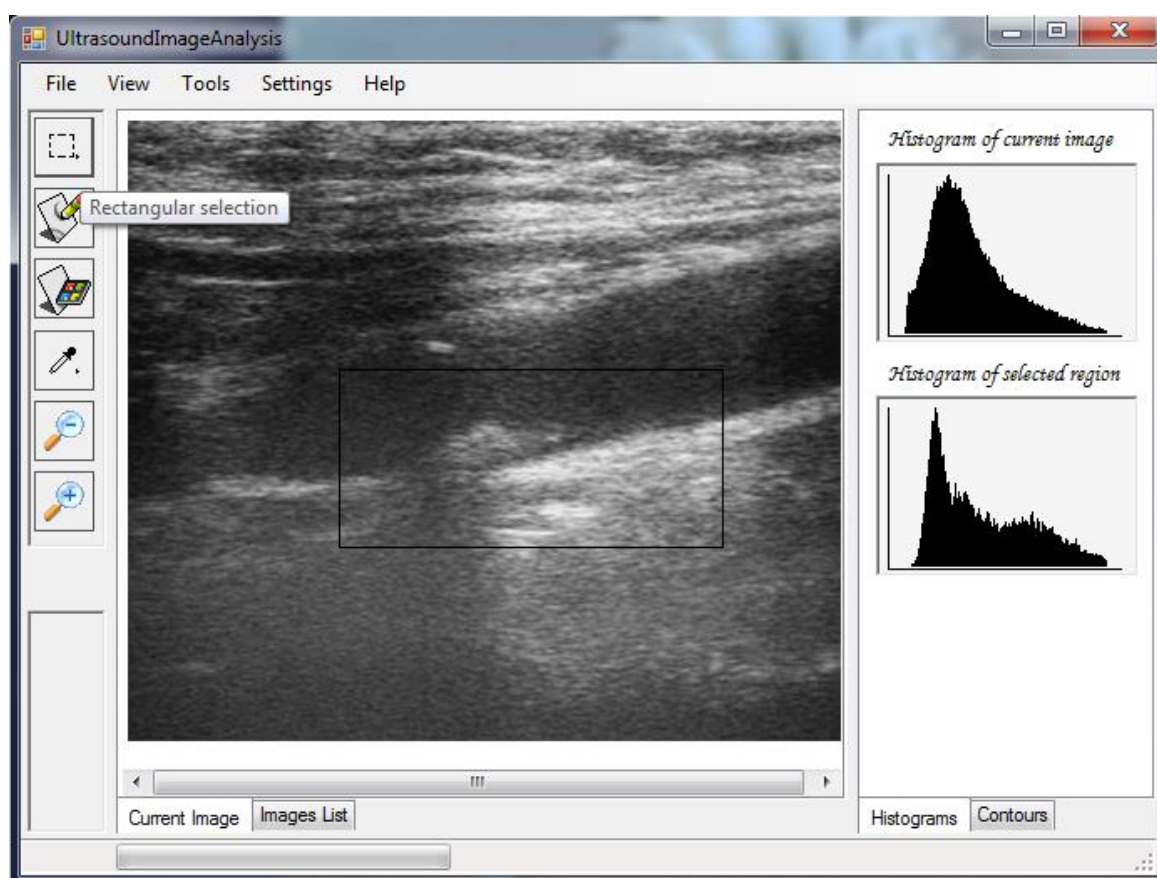 UltrasoundImageAnalysis
File View Tools Settings Help
Rectangular selection
Histogram of current image
Histogram of selected region
Current Image Images List
Histograms Contours